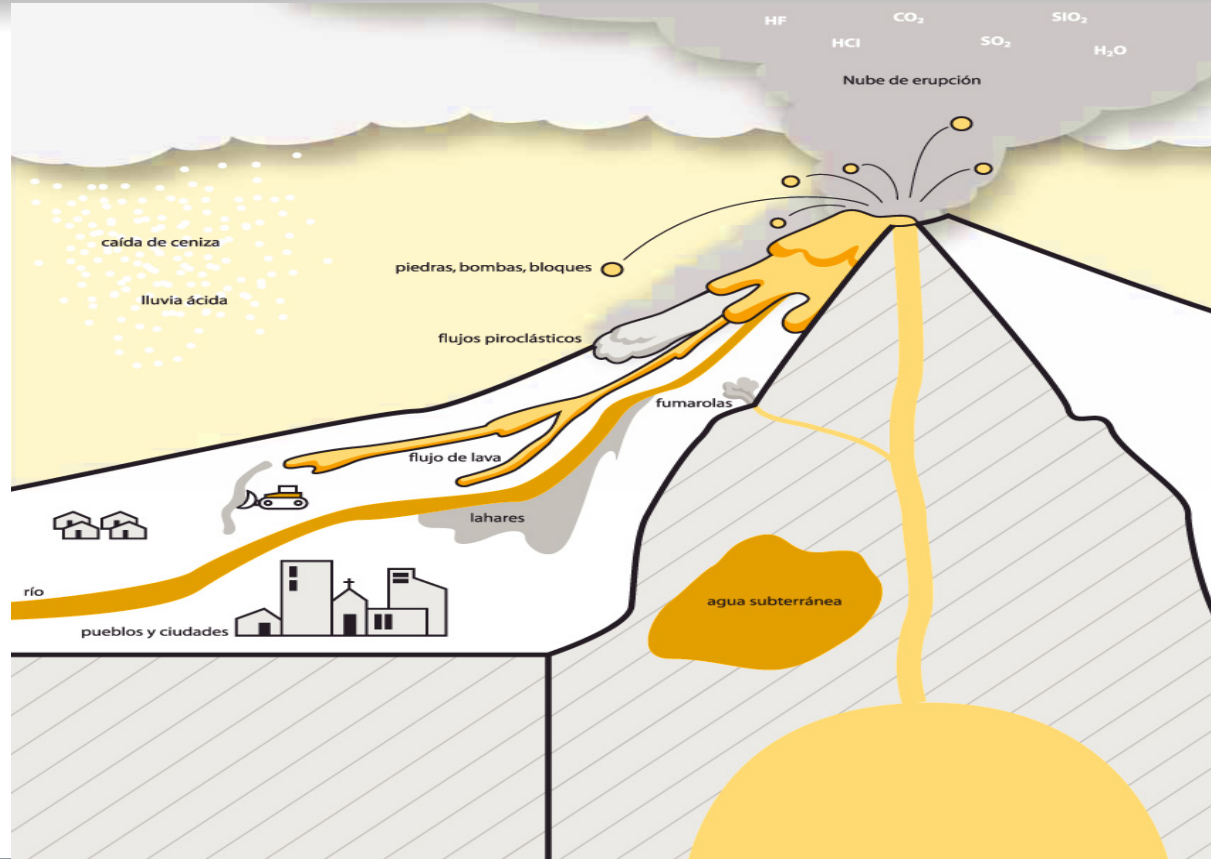 HF
CO₂
SIO₂
HCI
SO₂
H₂O
Nube de erupción
caída de ceniza
piedras, bombas, bloques
lluvia ácida
flujos piroclásticos
fumarolas
flujo de lava
lahares
río
agua subterránea
pueblos y ciudades